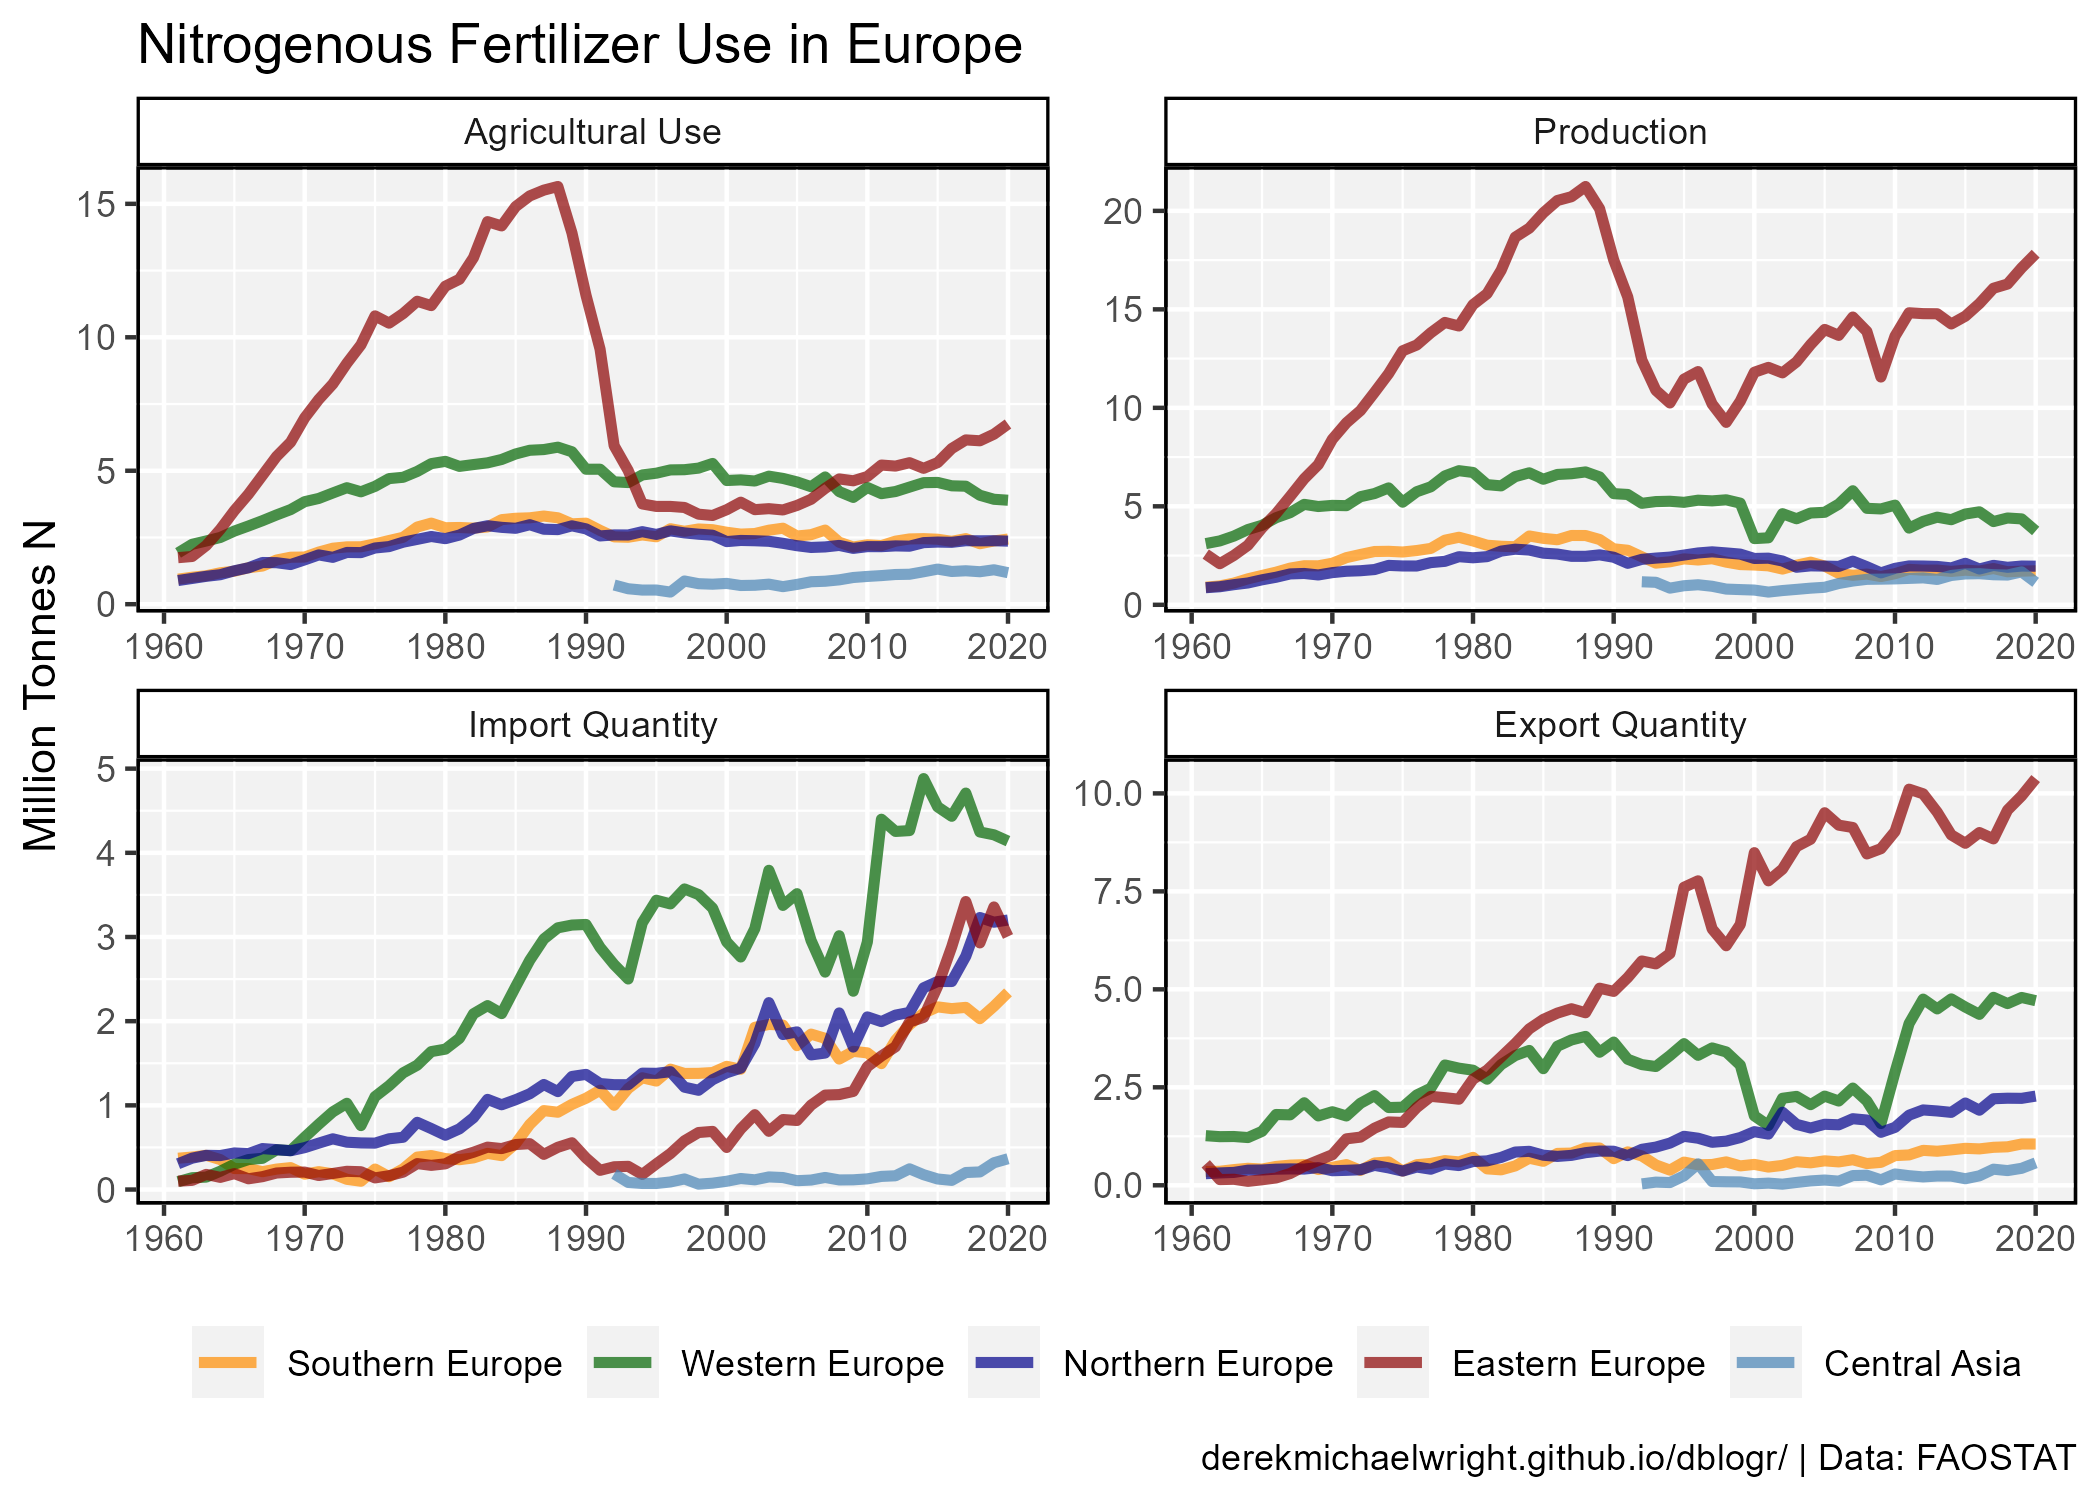 Nitrogenous Fertilizer Use in Europe
Million Tonnes N
Agricultural Use
15
10
5
0
1960 1970 1980 1990 2000 2010 2020
Production
20
15
10
5
0
1960 1970 1980 1990 2000 2010 2020
Import Quantity
5
4
3
2
1
0
1960 1970 1980 1990 2000 2010 2020
Export Quantity
10.0
7.5
5.0
2.5
0.0
1960 1970 1980 1990 2000 2010 2020
Southern Europe Western Europe Northern Europe Eastern Europe Central Asia
derekmichaelwright.github.io/dblogr/ | Data: FAOSTAT